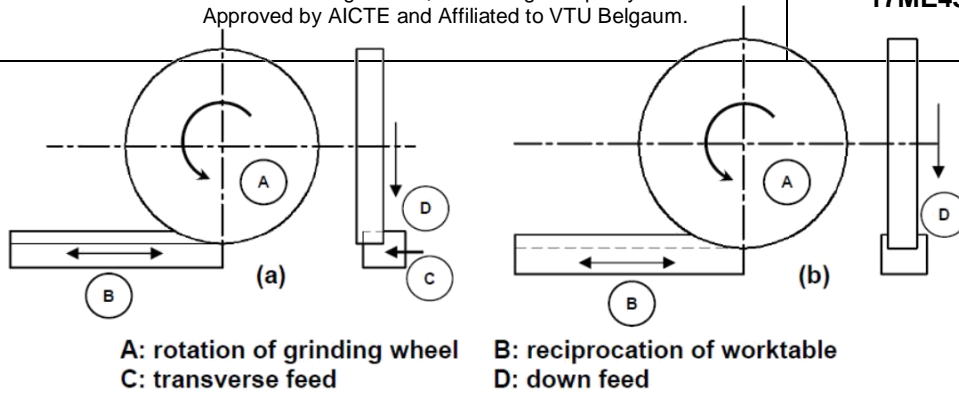 Approved by AICTE and Affiliated to VTU Belgaum.
A
D
C
B
(a)
A
D
B
(b)
A: rotation of grinding wheel B: reciprocation of worktable
C: transverse feed D: down feed